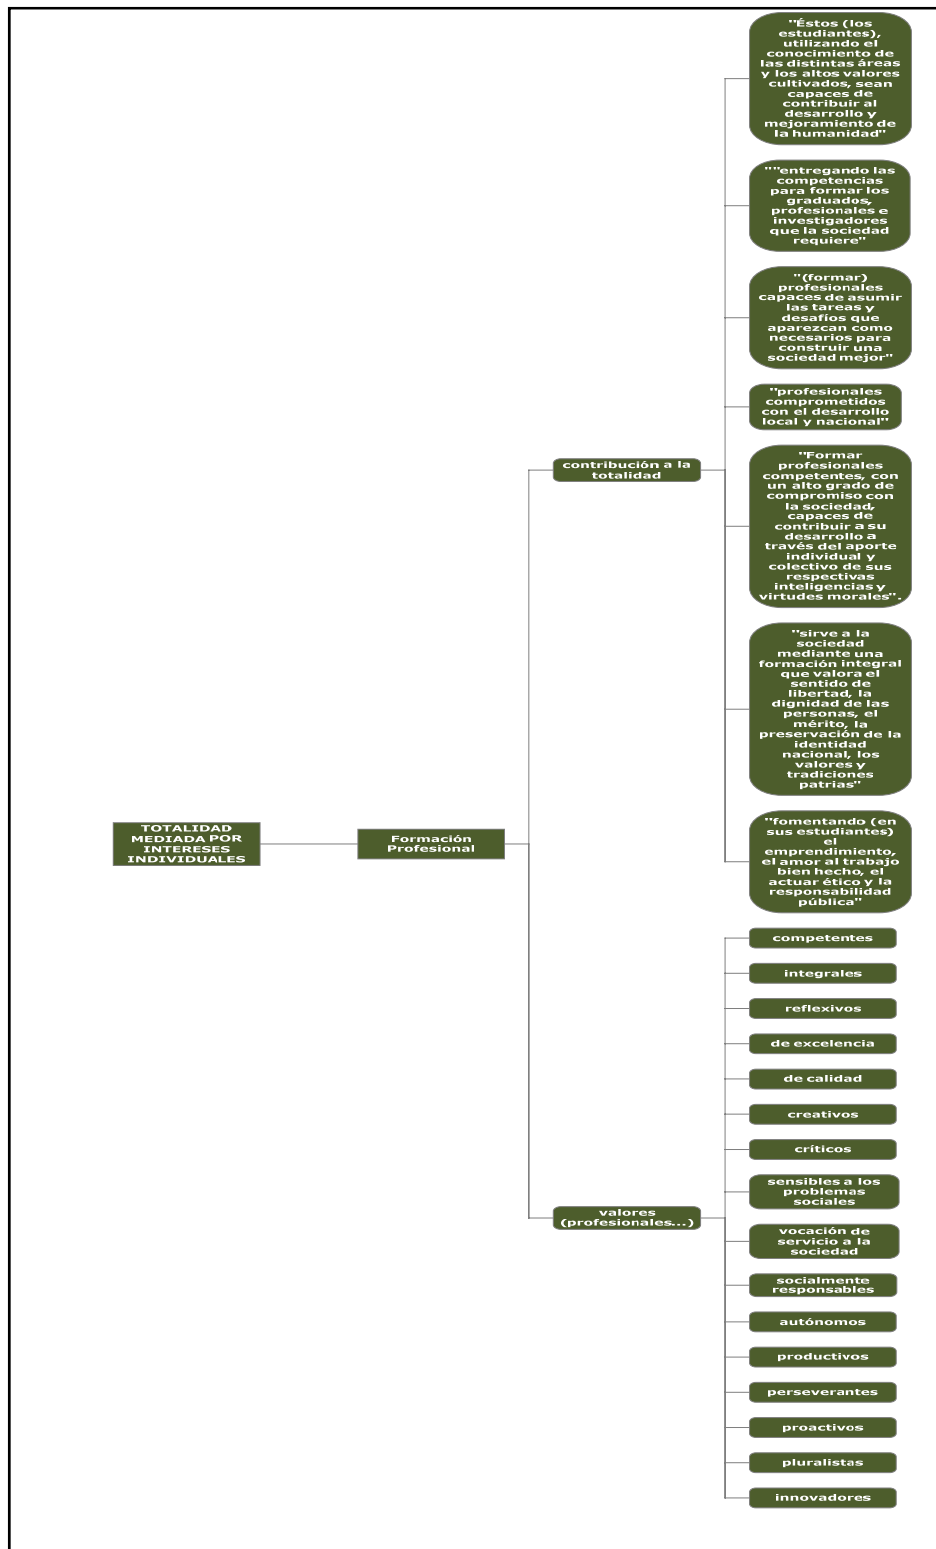 TOTALIDAD
MEDIADA POR
INTERESES
INDIVIDUALES
Formación
Profesional
contribución a la
totalidad
"Éstos (los
estudiantes),
utilizando el
conocimiento de
las distintas áreas
y los altos valores
cultivados, sean
capaces de
contribuir al
desarrollo y
mejoramiento de
la humanidad"
""entregando las
competencias
para formar los
graduados,
profesionales e
investigadores
que la sociedad
requiere"
"(formar)
profesionales
capaces de asumir
las tareas y
desafíos que
aparezcan como
necesarios para
construir una
sociedad mejor"
"profesionales
comprometidos
con el desarrollo
local y nacional"
"Formar
profesionales
competentes, con
un alto grado de
compromiso con
la sociedad,
capaces de
contribuir a su
desarrollo a
través del aporte
individual y
colectivo de sus
respectivas
inteligencias y
virtudes morales".
"sirve a la
sociedad
mediante una
formación integral
que valora el
sentido de
libertad, la
dignidad de las
personas, el
mérito, la
preservación de la
identidad
nacional, los
valores y
tradiciones
patrias"
"fomentando (en
sus estudiantes)
el
emprendimiento,
el amor al trabajo
bien hecho, el
actuar ético y la
responsabilidad
pública"
valores
(profesionales...)
competentes
integrales
reflexivos
de excelencia
de calidad
creativos
críticos
sensibles a los
problemas
sociales
vocación de
servicio a la
sociedad
socialmente
responsables
autónomos
productivos
perseverantes
proactivos
pluralistas
innovadores